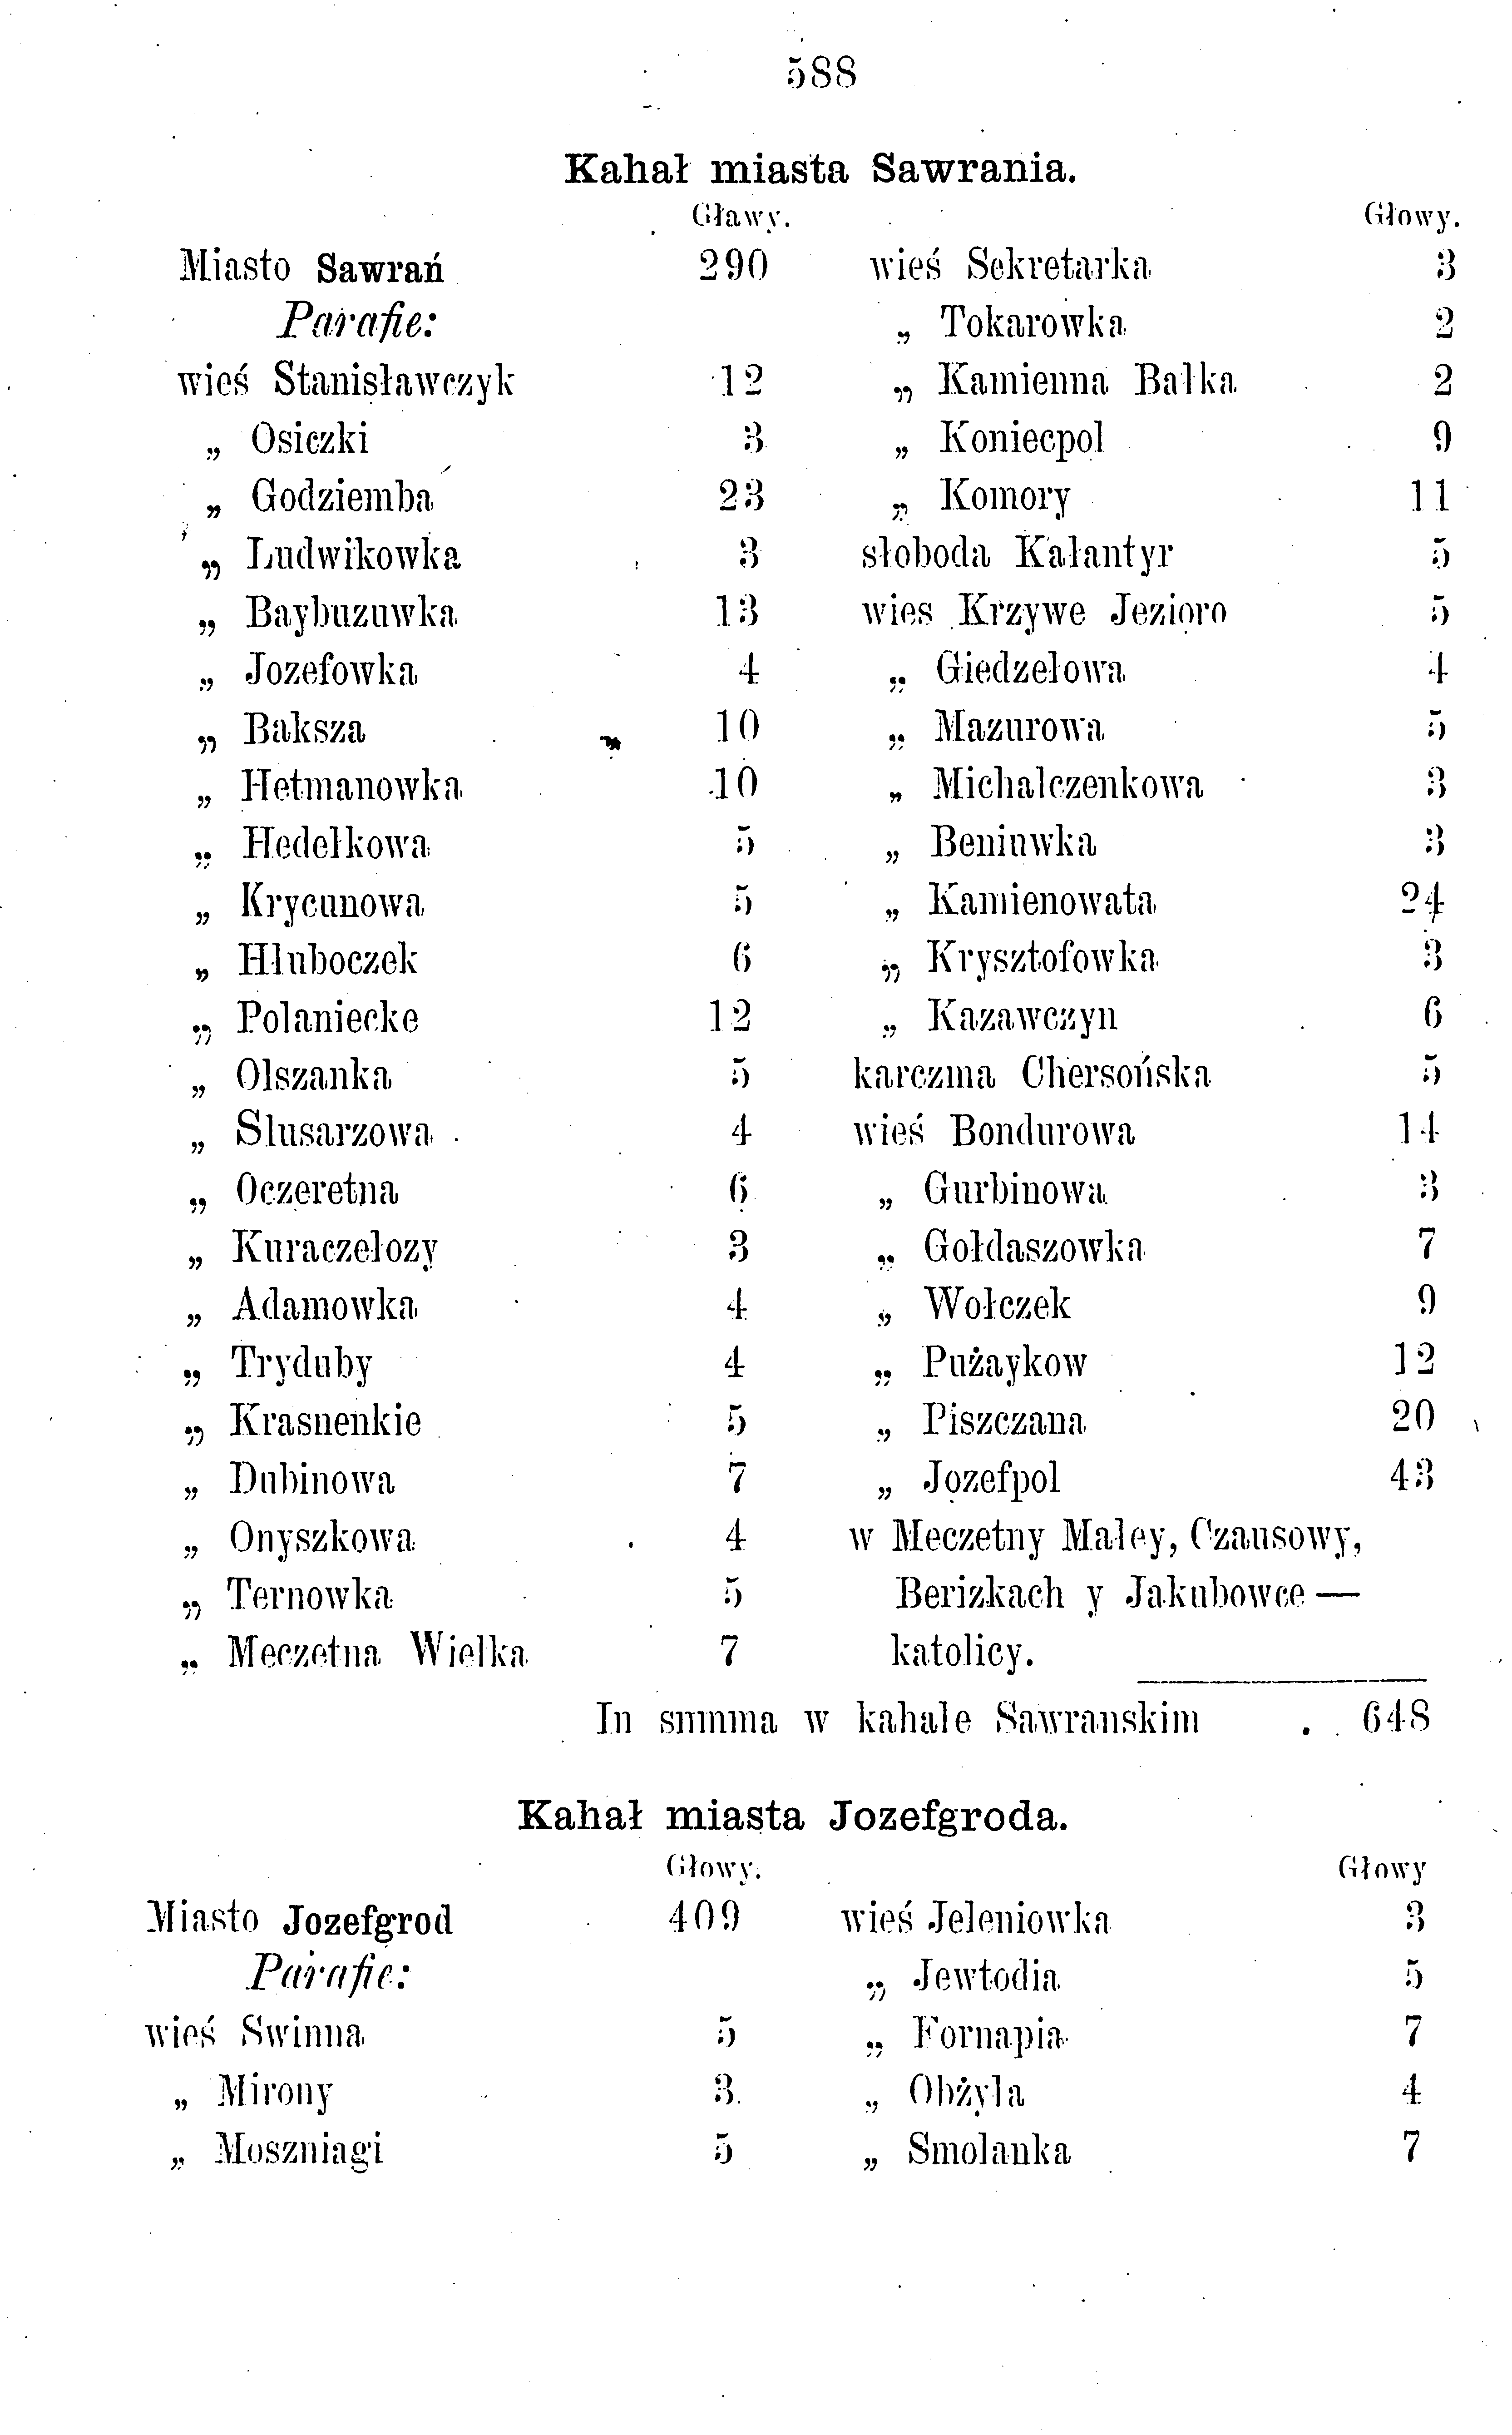 588
Kahał miasta Sawrania.
Gławy.
Miasto Sawrań 290
Parafie:
wieś Stanisławczyk 12
„ Osiczki 3
„ Godziemba 23
„ Ludwikowka 3
„ Baybuzuwka 13
„ Jozefowka 4
„ Baksza 10
„ Hetmanowka 10
„ Hedełkowa 5
„ Krycunowa 5
„ Hłuboczek 6
„ Polaniecke 12
„ Olszanka 5
„ Slusarzowa 4
„ Oczeretna 6
„ Kuraczełozy 3
„ Adamowka 4
„ Tryduby 4
„ Krasnenkie 5
„ Dubinowa 7
„ Onyszkowa 4
„ Ternowka 5
„ Meczetna Wielka 7
Głowy.
wieś Sekretarka 3
„ Tokarowka 2
„ Kamienna Bałka 2
„ Koniecpol 9
„ Komory 11
słoboda Kałantyr 5
wies Krzywe Jezioro 5
„ Giedzełowa 4
„ Mazurowa 5
„ Michalczenkowa 3
„ Beniuwka 3
„ Kamienowata 24
„ Krysztofowka 3
„ Kazawczyn 6
karczma Chersońska 5
wieś Bondurowa 14
„ Gurbinowa 3
„ Gołdaszowka 7
„ Wołczek 9
„ Pużaykow 12
„ Piszczana 20
„ Jozefpol 43
w Meczetny Małey, Czausowy,
Berizkach y Jakubowce —
katolicy.
In summa w kahale Sawranskim . 648
Kahał miasta Jozefgroda.
Głowy.
Miasto Jozefgrod 409
Parafie:
wieś Swinna 5
„ Mirony 3
„ Moszniagi 5
Głowy
wieś Jeleniowka 3
„ Jewtodia 5
„ Fornapia 7
„ Obżyla 4
„ Smolanka 7